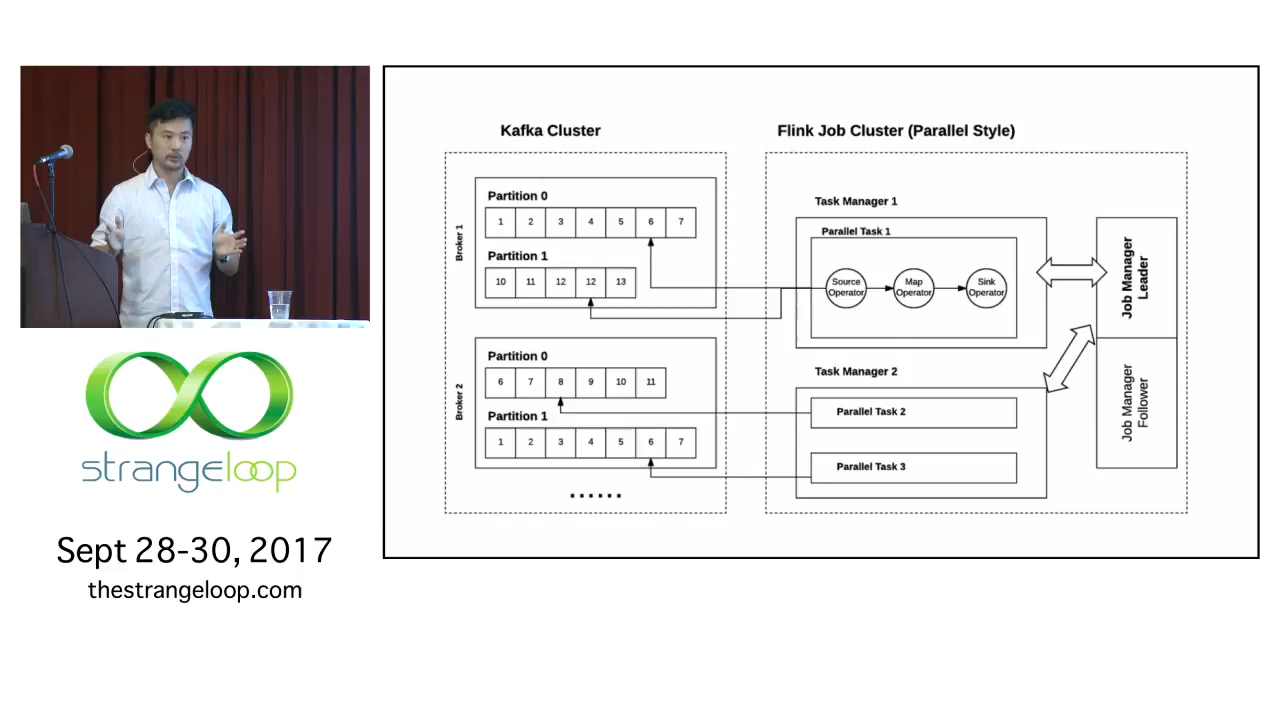 Kafka Cluster
Flink Job Cluster (Parallel Style)
Broker 1
Partition 0
1 2 3 4 5 6 7
Partition 1
10 11 12 12 13
Broker 2
Partition 0
6 7 8 9 10 11
Partition 1
1 2 3 4 5 6 7
......
Task Manager 1
Parallel Task 1
Source
Operator
Map
Operator
Sink
Operator
Task Manager 2
Parallel Task 2
Parallel Task 3
Job Manager
Leader
Job Manager
Follower
strangeloop
Sept 28-30, 2017
thestrangeloop.com